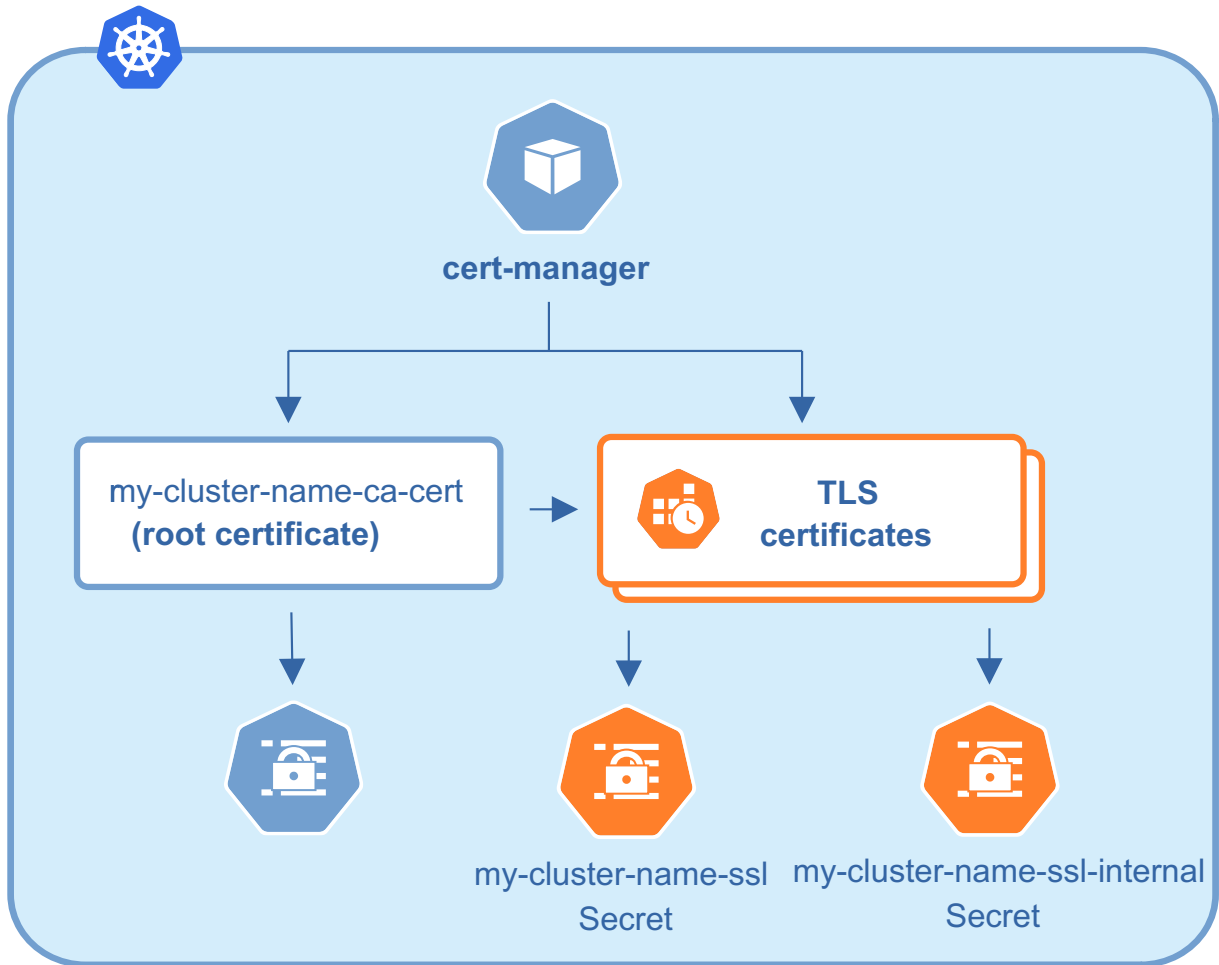 cert-manager
my-cluster-name-ca-cert
(root certificate)
TLS
certificates
my-cluster-name-ssl
Secret
my-cluster-name-ssl-internal
Secret